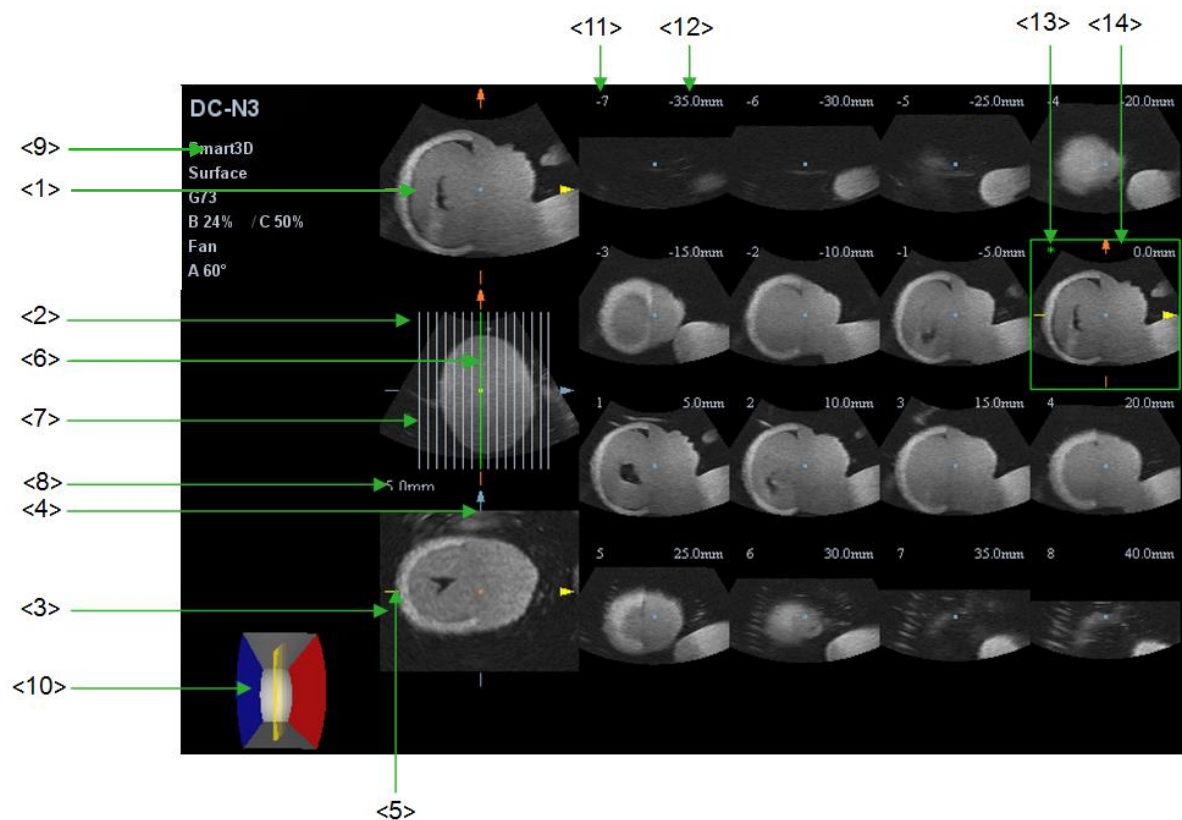 <11> <12> <13> <14>
DC-N3
<9> Smart3D
<1> Surface
G73
B 24% / C 50%
Fan
A 60°
-7 -35.0mm -6 -30.0mm -5 -25.0mm -4 -20.0mm
-3 -15.0mm -2 -10.0mm -1 -5.0mm * 0.0mm
<2>
<6>
<7>
1 5.0mm 2 10.0mm 3 15.0mm 4 20.0mm
<8> 5.0mm
<4>
<3>
5 25.0mm 6 30.0mm 7 35.0mm 8 40.0mm
<10>
<5>